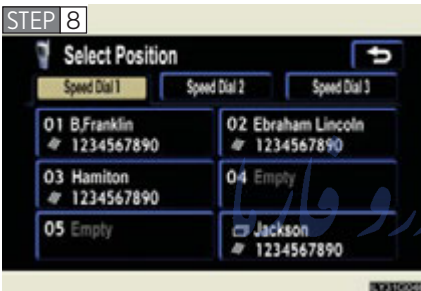 STEP 8
Select Position
Speed Dial 1 Speed Dial 2 Speed Dial 3
01 B,Franklin
1234567890
02 Ebraham Lincoln
1234567890
03 Hamiton
1234567890
04 Empty
05 Empty
Jackson
1234567890